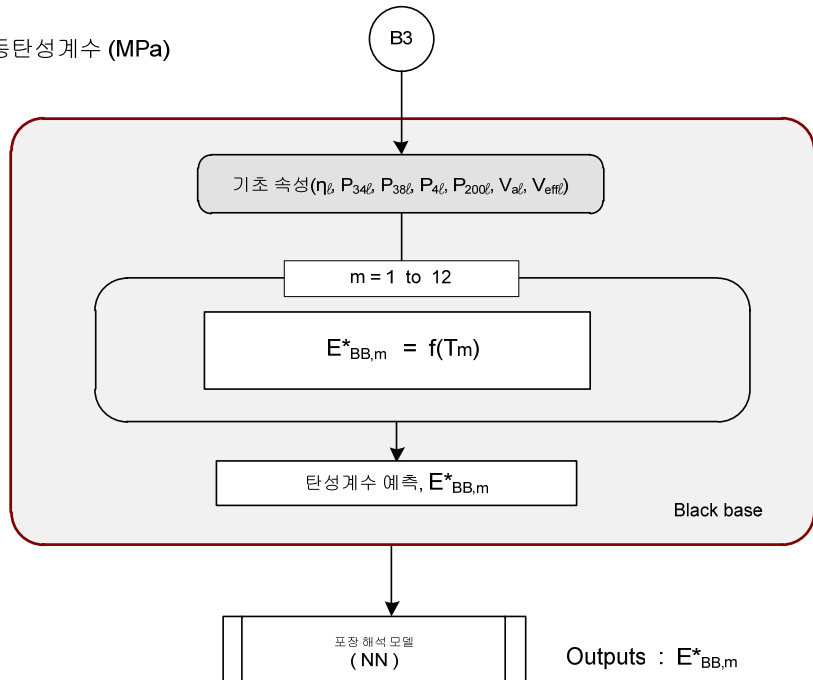 B3
동탄성계수 (MPa)
기초 속성(ηℓ, P34ℓ, P38ℓ, P4ℓ, P200ℓ, Vaℓ, Veffℓ)
m = 1 to 12
E*BB,m = f(Tm)
탄성계수 예측, E*BB,m
Black base
포장 해석 모델
( NN )
Outputs : E*BB,m